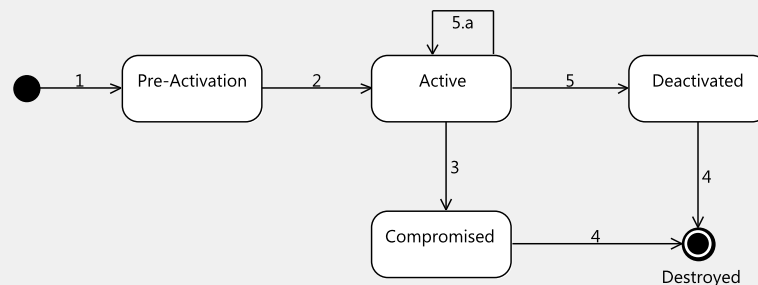 5.a
1
Pre-Activation
2
Active
5
Deactivated
3
4
Compromised
4
Destroyed